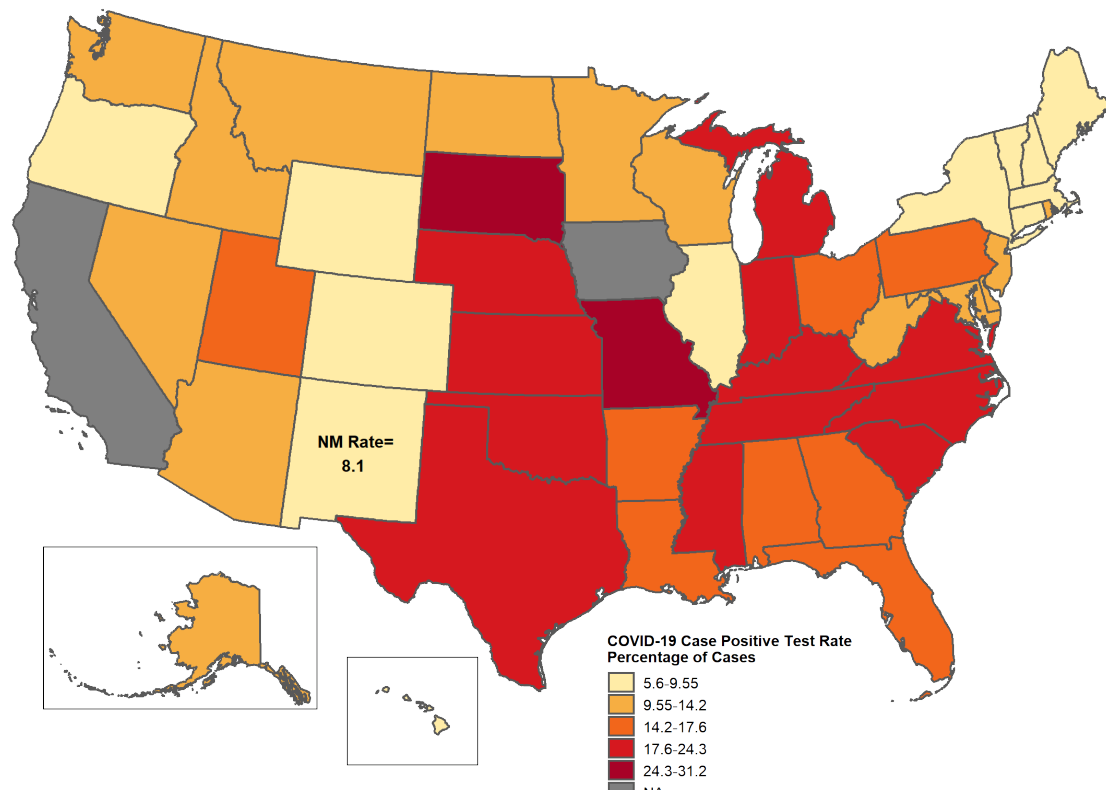 NM Rate=
8.1
COVID-19 Case Positive Test Rate
Percentage of Cases
5.6-9.55
9.55-14.2
14.2-17.6
17.6-24.3
24.3-31.2
NA